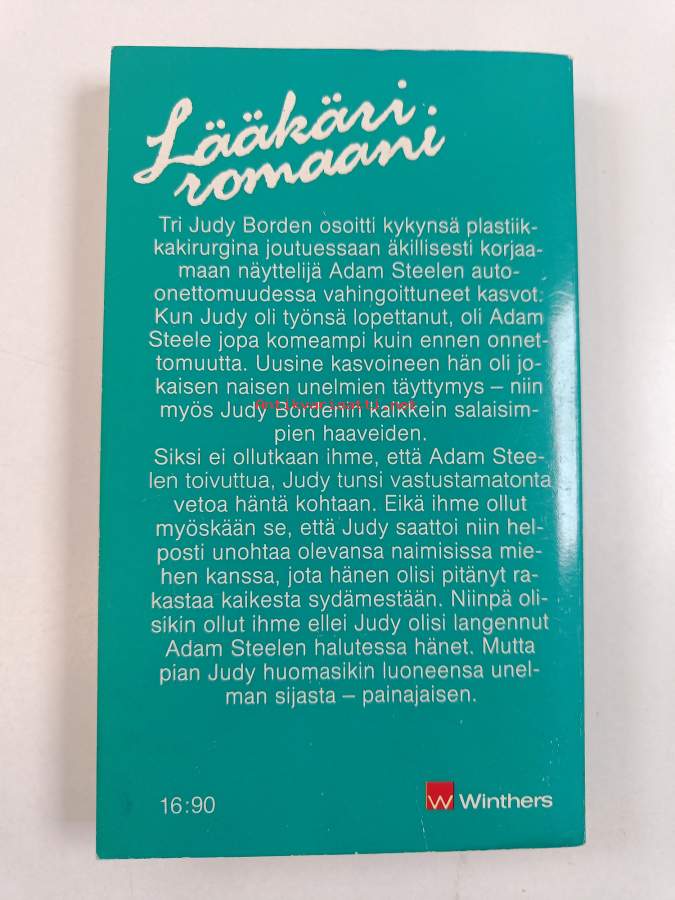 Lääkäri
romaani
Tri Judy Borden osoitti kykynsä plastiik-
kakirurgina joutuessaan äkillisesti korjaa-
maan näyttelijä Adam Steelen auto-
onnettomuudessa vahingoittuneet kasvot.
Kun Judy oli työnsä lopettanut, oli Adam
Steele jopa komeampi kuin ennen onnet-
tomuutta. Uusine kasvoineen hän oli jo-
kaisen naisen unelmien täyttymys – niin
myös Judy Bordenin kaikkein salaisim-
Antikvariaatti.net
pien haaveiden.
Siksi ei ollutkaan ihme, että Adam Stee-
len toivuttua, Judy tunsi vastustamatonta
vetoa häntä kohtaan. Eikä ihme ollut
myöskään se, että Judy saattoi niin hel-
posti unohtaa olevansa naimisissa mie-
hen kanssa, jota hänen olisi pitänyt ra-
kastaa kaikesta sydämestään. Niinpä oli-
sikin ollut ihme ellei Judy olisi langennut
Adam Steelen halutessa hänet. Mutta
pian Judy huomasikin luoneensa unel-
man sijasta – painajaisen.
16:90
W Winthers